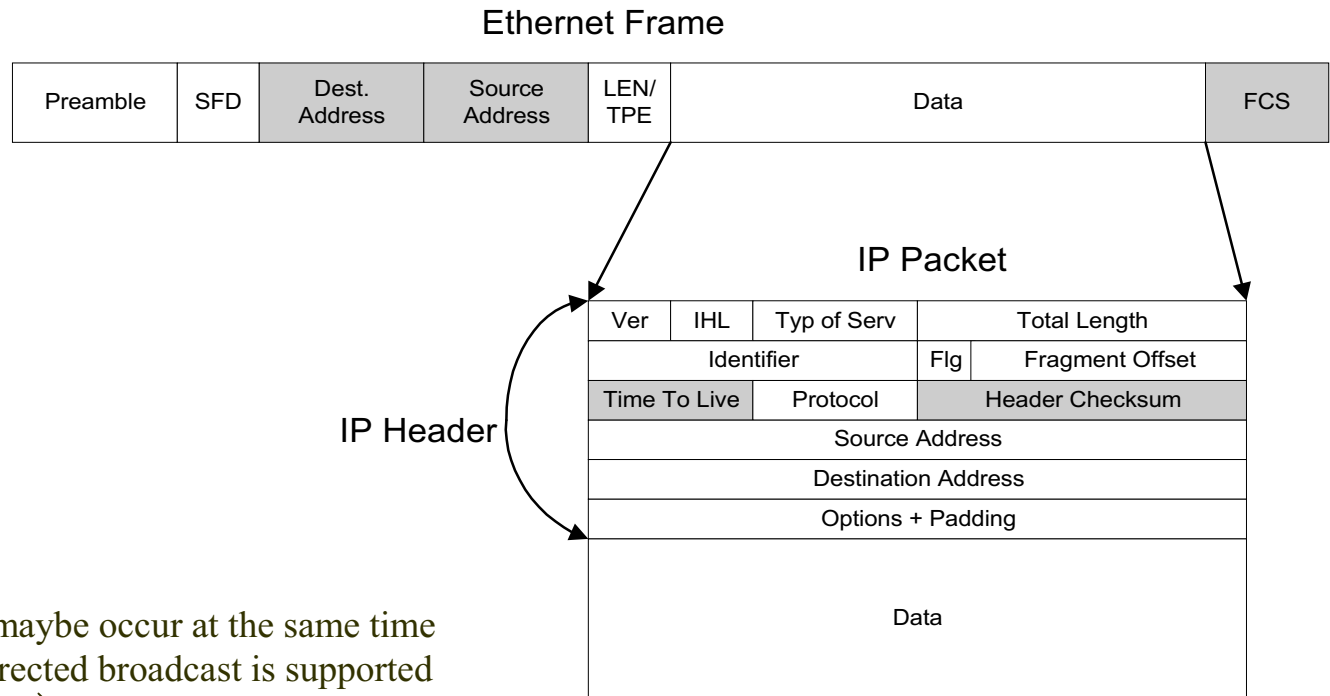 Ethernet Frame
Preamble
SFD
Dest.
Address
Source
Address
LEN/
TPE
Data
FCS
IP Packet
Ver
IHL
Typ of Serv
Total Length
Identifier
Flg
Fragment Offset
Time To Live
Protocol
Header Checksum
IP Header
Source Address
Destination Address
Options + Padding
Data
maybe occur at the same time
rected broadcast is supported